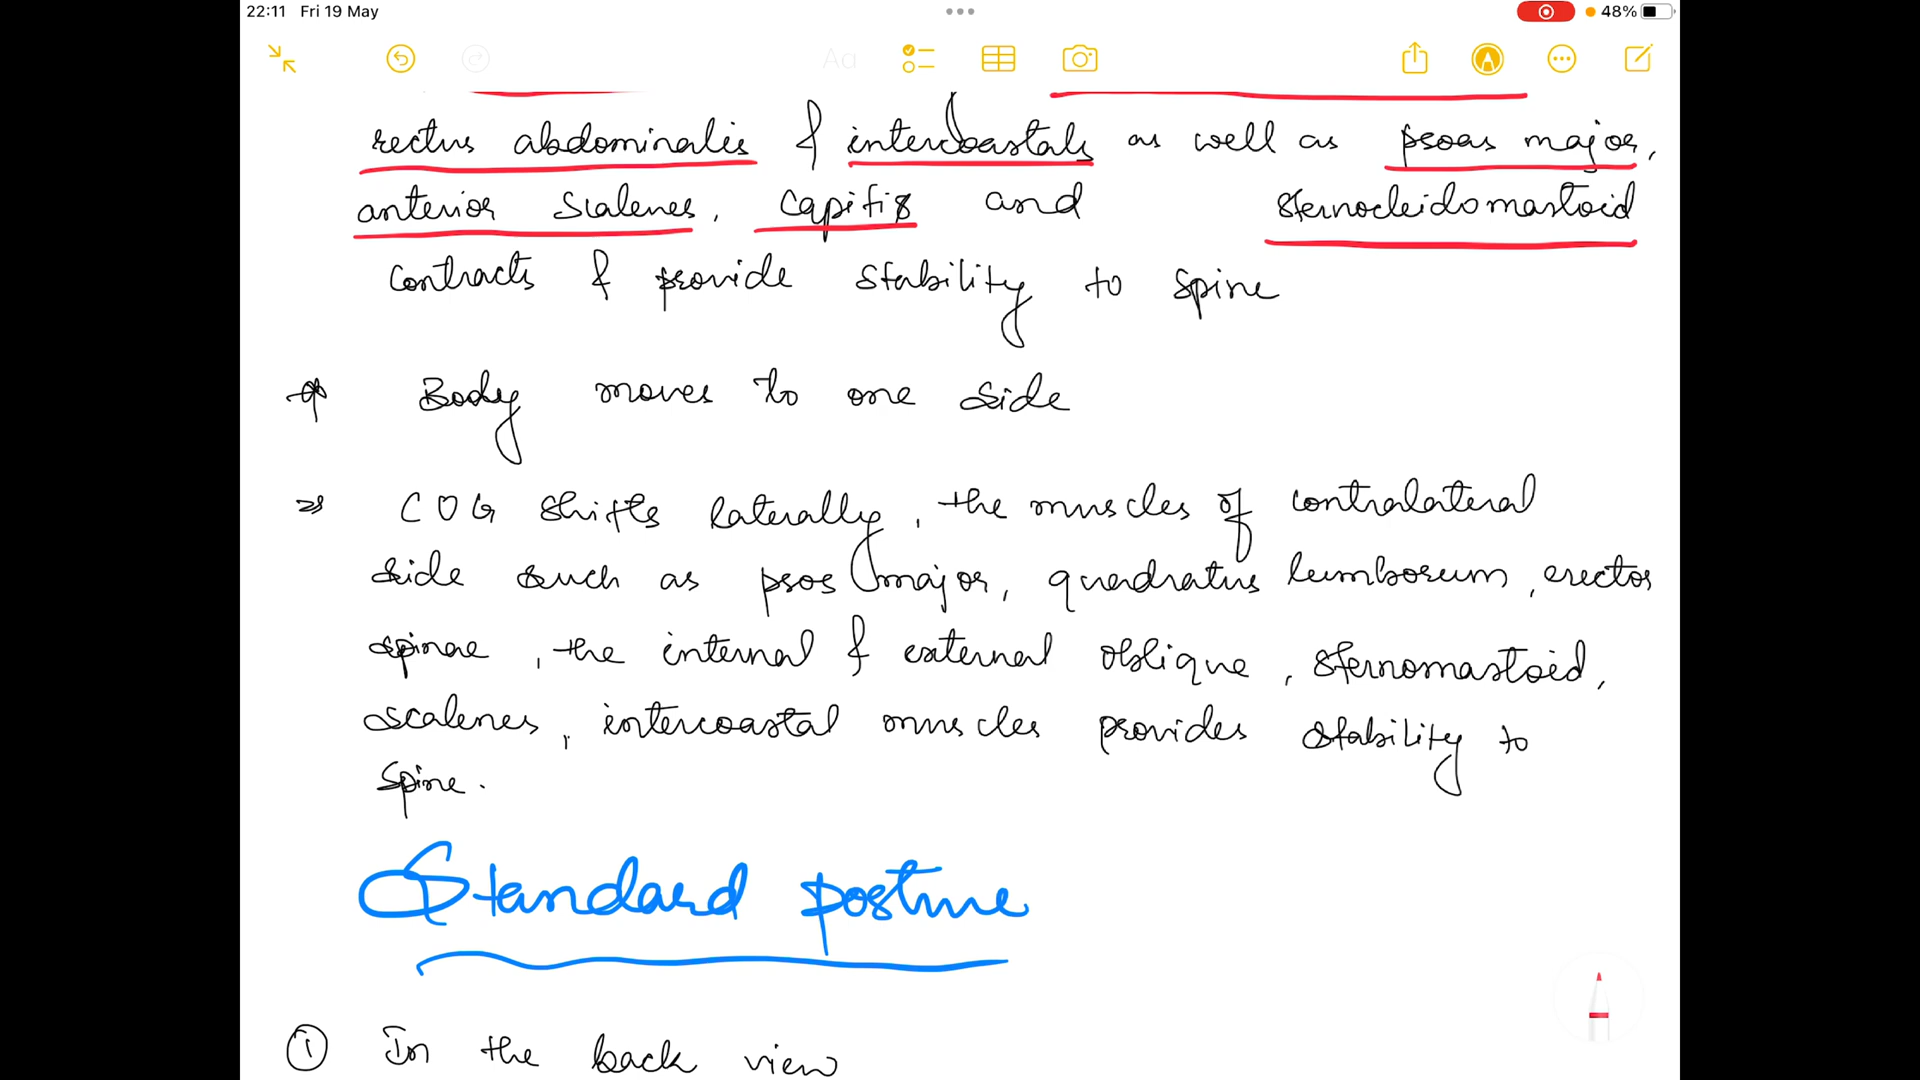 22:11 Fri 19 May
48%
Aa
rectus abdominalis & intercoastals as well as psoas major,
anterior scalenes, capitis and sternocleidomastoid
contracts & provide stability to spine
Body moves to one side
⇒ COG shifts laterally, the muscles of contralateral
side such as psos major, quadratus lumborum, erector
spinae, the internal & external oblique, sternomastoid,
scalenes, intercoastal muscles provides stability to
spine.
Standard posture
① In the back view